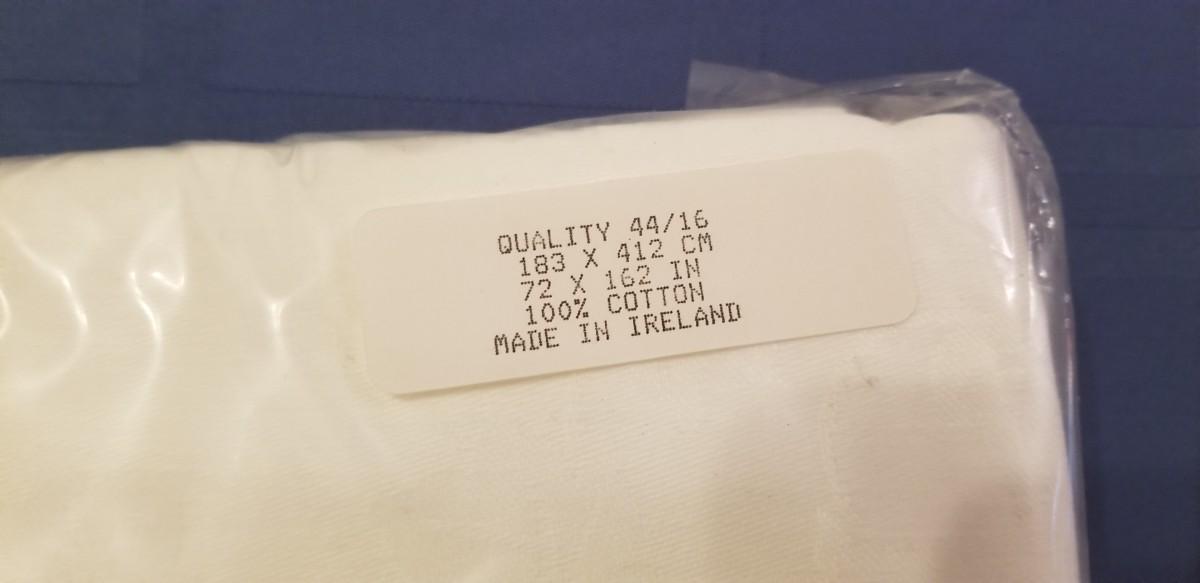 QUALITY 44/16
183 X 412 CM
72 X 162 IN
100% COTTON
MADE IN IRELAND